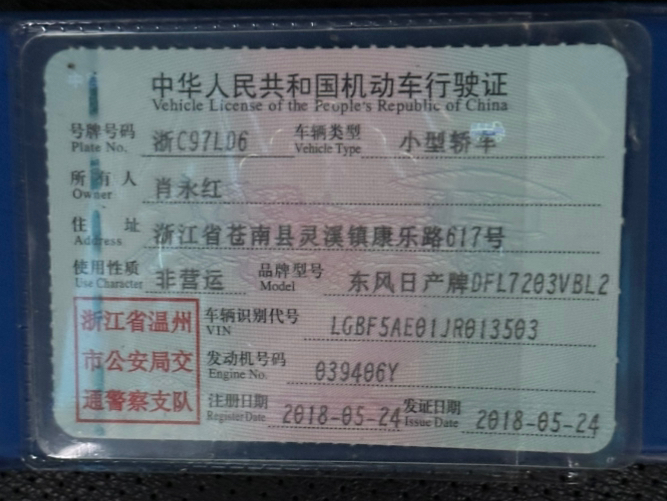 中华人民共和国机动车行驶证
Vehicle License of the People's Republic of China
号牌号码 浙C97LD6 车辆类型 小型轿车
Plate No. Vehicle Type
所有人 肖永红
Owner
住址 浙江省苍南县灵溪镇康乐路617号
Address
使用性质 非营运 品牌型号 东风日产牌DFL7203VBL2
Use Character Model
浙江省温州
市公安局交
通警察支队
车辆识别代号 LGBF5AE01JR013503
VIN
发动机号码 039406Y
Engine No.
注册日期 2018-05-24 发证日期 2018-05-24
Register Date Issue Date